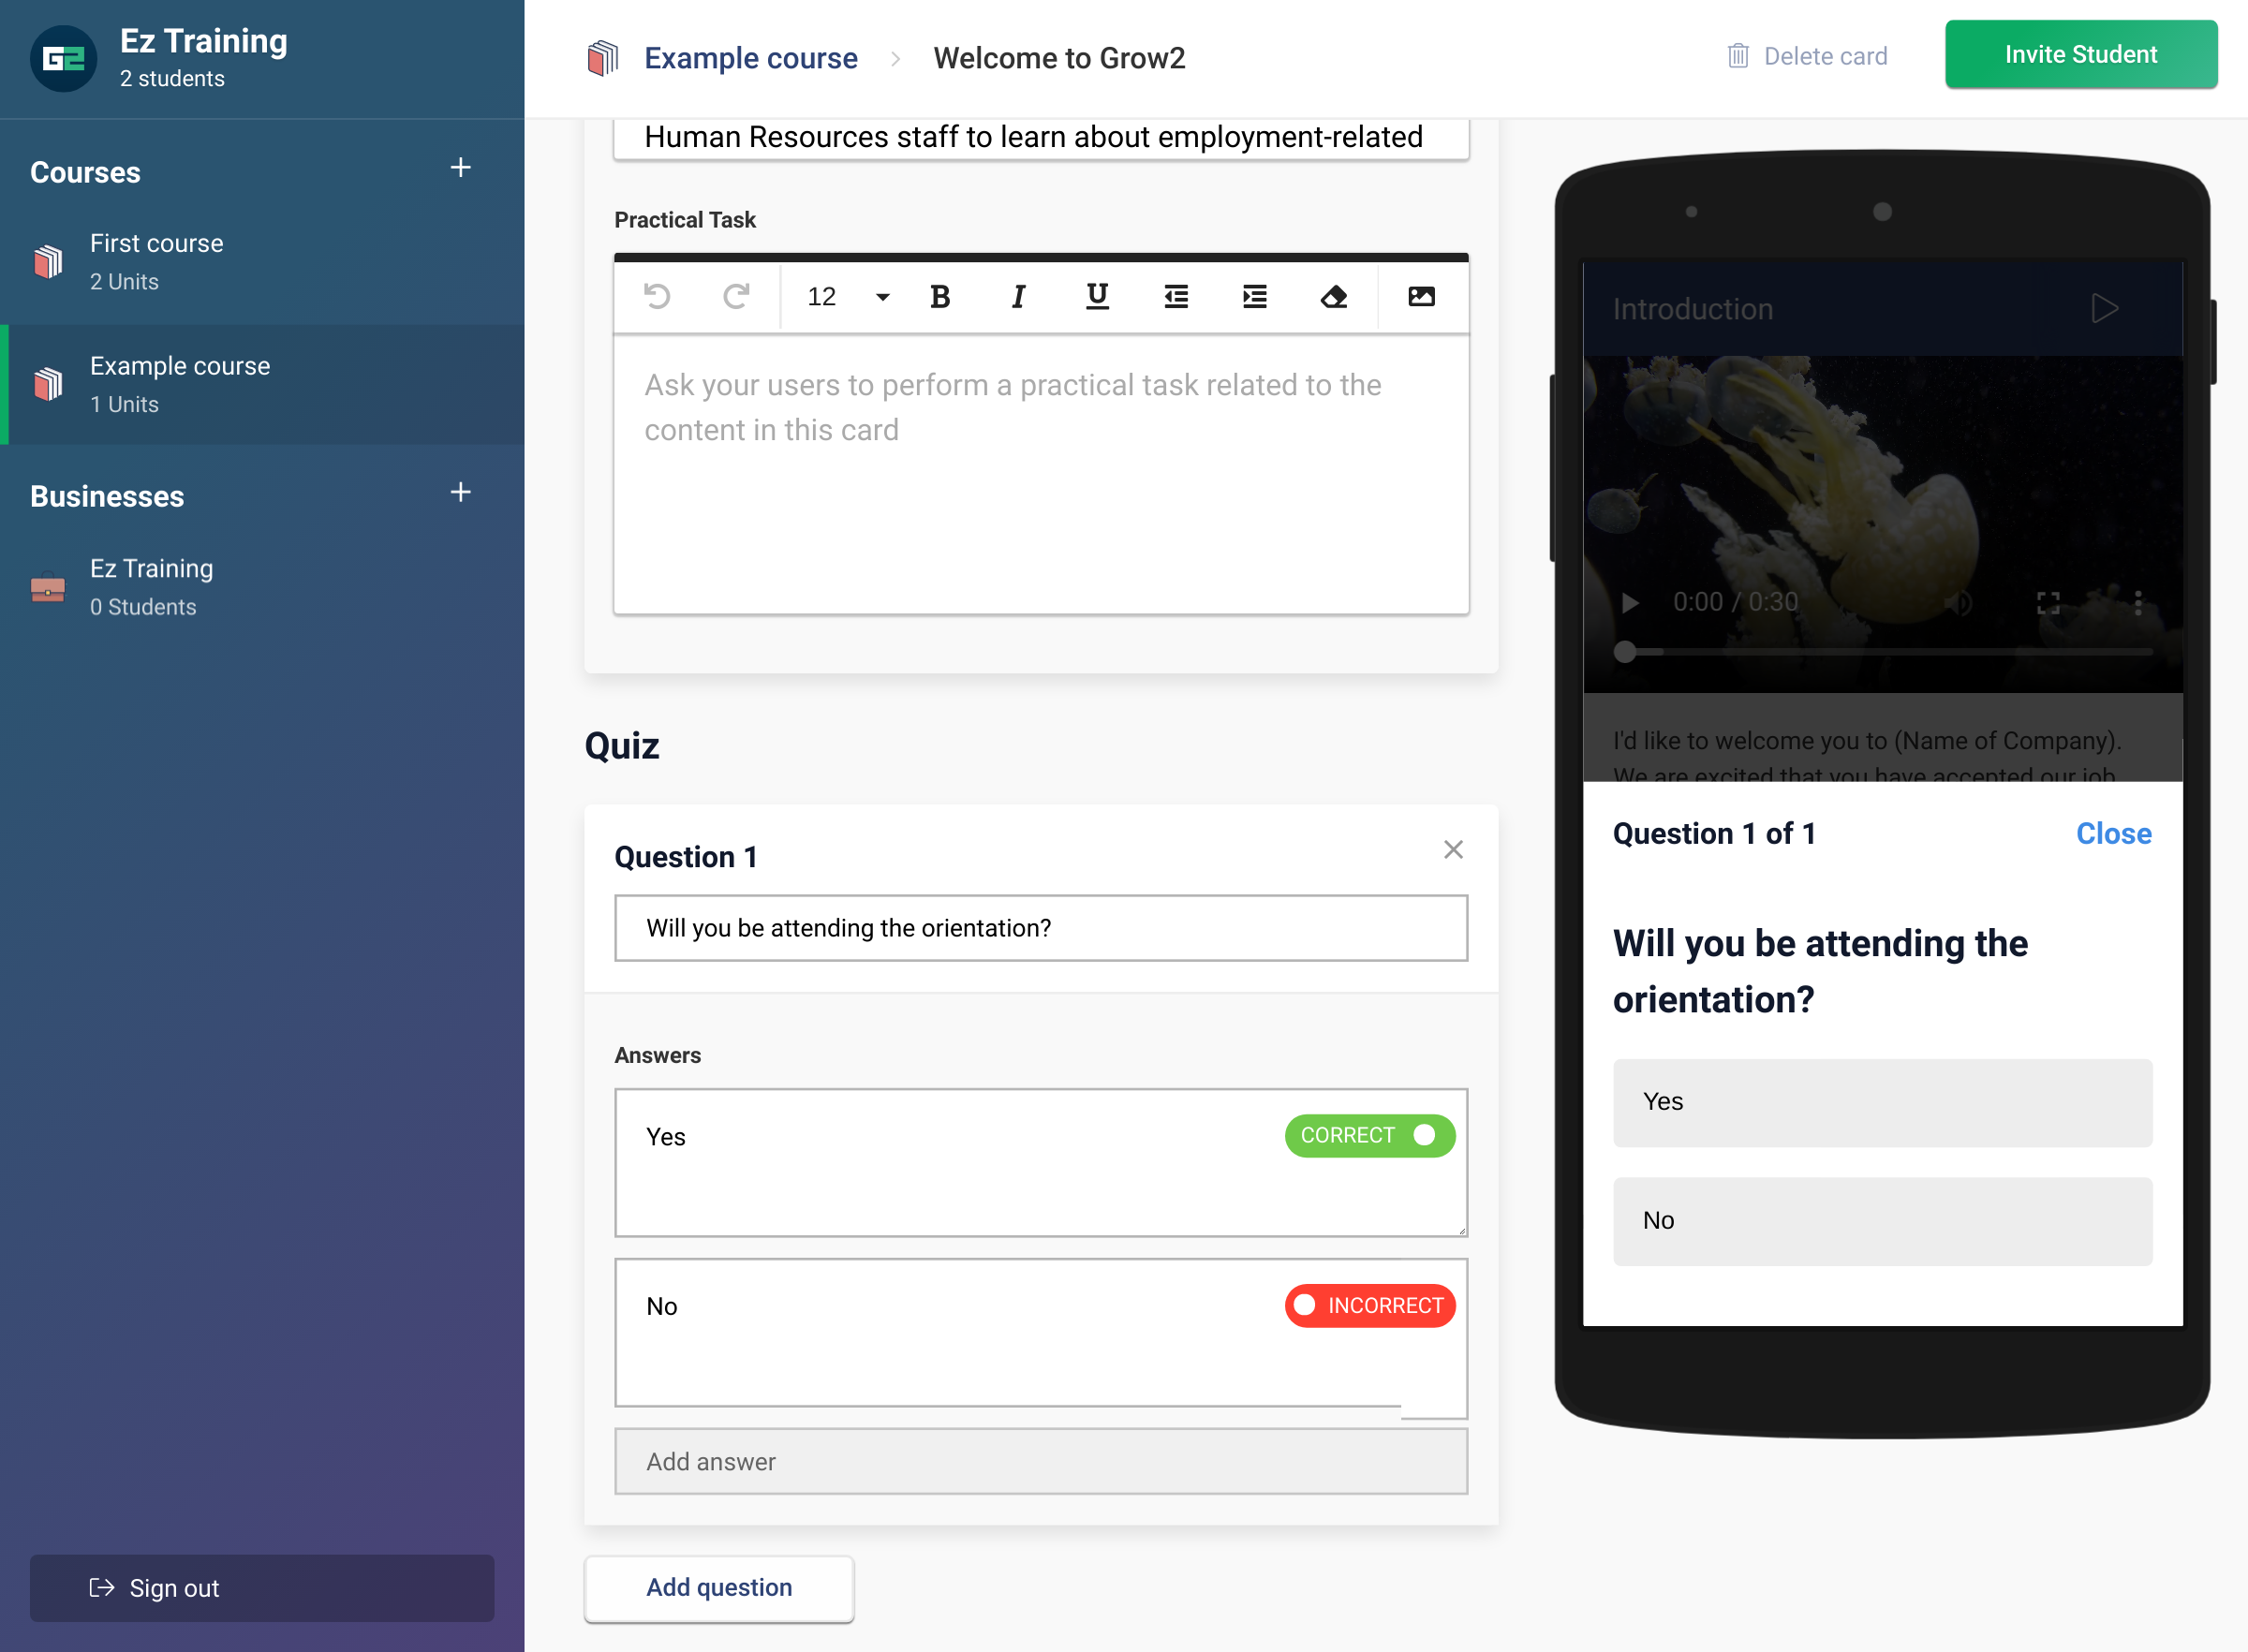 G2
Ez Training
2 students
Courses
First course
2 Units
Example course
1 Units
Businesses
Ez Training
0 Students
Sign out
Example course
Welcome to Grow2
Delete card
Invite Student
Human Resources staff to learn about employment-related
Practical Task
12
B I U
Ask your users to perform a practical task related to the
content in this card
Quiz
Question 1
Will you be attending the orientation?
Answers
Yes
CORRECT
No
INCORRECT
Add answer
Add question
Introduction
0:00 / 0:30
I'd like to welcome you to (Name of Company).
We are excited that you have accepted our job
Question 1 of 1
Close
Will you be attending the
orientation?
Yes
No